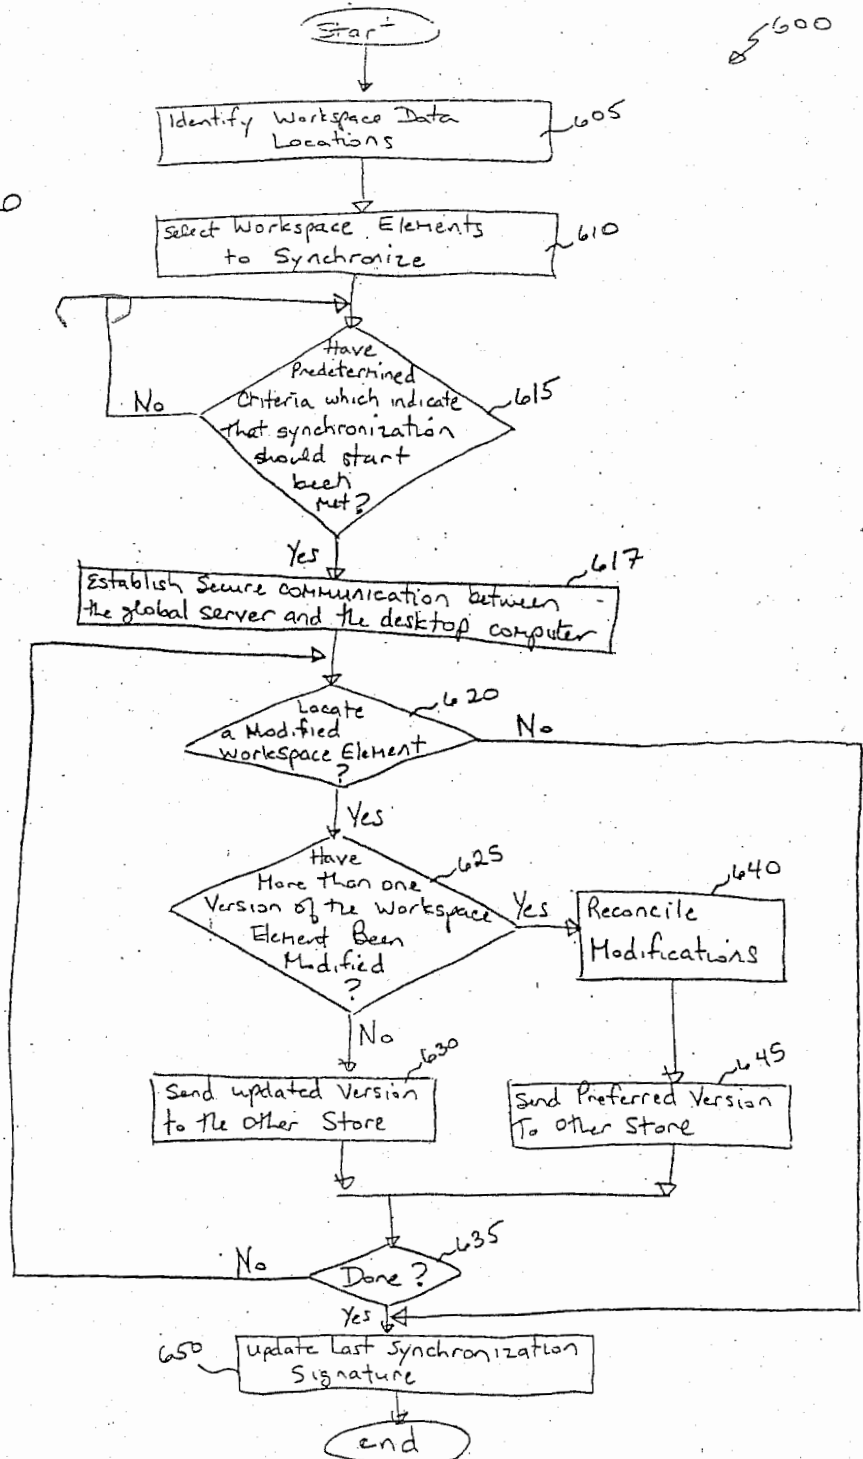 Start
600
Identify Workspace Data
Locations
605
Select Workspace Elements
to Synchronize
610
Have
Predetermined
Criteria which indicate
that synchronization
should start
been
met?
615
No
Yes
617
Establish Secure communication between
the global server and the desktop computer
Locate
a Modified
Workspace Element
?
620
No
Yes
Have
More than one
Version of the Workspace
Element Been
Modified
?
625
Yes
640
Reconcile
Modifications
No
630
Send updated Version
to the other Store
645
Send Preferred Version
To other Store
635
No
Done?
Yes
650
update Last Synchronization
Signature
end